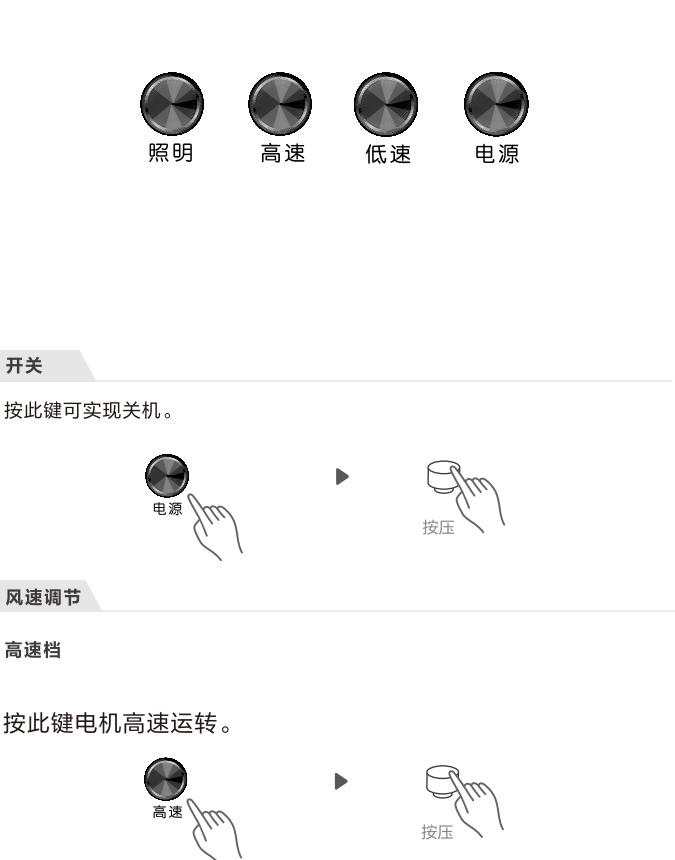 照明 高速 低速 电源
开关
按此键可实现关机。
电源
按压
风速调节
高速档
按此键电机高速运转。
高速
按压